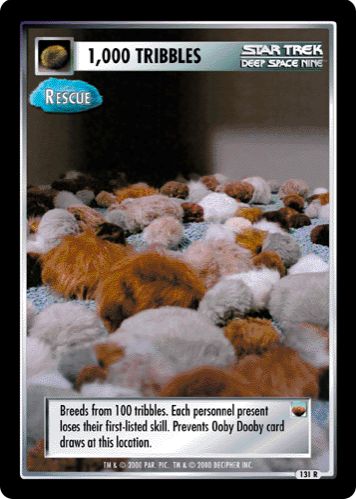 1,000 TRIBBLES
STAR TREK
DEEP SPACE NINE
RESCUE
Breeds from 100 tribbles. Each personnel present
loses their first-listed skill. Prevents Ooby Dooby card
draws at this location.
TM & © 2000 PAR. PIC. TM & © 2000 DECIPHER INC.
131 R